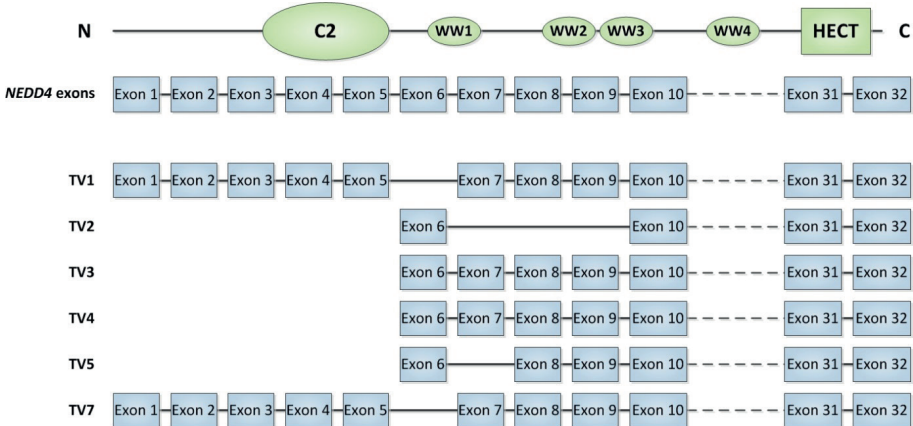 N C2 WW1 WW2 WW3 WW4 HECT C
NEDD4 exons Exon 1 Exon 2 Exon 3 Exon 4 Exon 5 Exon 6 Exon 7 Exon 8 Exon 9 Exon 10 Exon 31 Exon 32
TV1 Exon 1 Exon 2 Exon 3 Exon 4 Exon 5 Exon 7 Exon 8 Exon 9 Exon 10 Exon 31 Exon 32
TV2 Exon 6 Exon 10 Exon 31 Exon 32
TV3 Exon 6 Exon 7 Exon 8 Exon 9 Exon 10 Exon 31 Exon 32
TV4 Exon 6 Exon 7 Exon 8 Exon 9 Exon 10 Exon 31 Exon 32
TV5 Exon 6 Exon 8 Exon 9 Exon 10 Exon 31 Exon 32
TV7 Exon 1 Exon 2 Exon 3 Exon 4 Exon 5 Exon 7 Exon 8 Exon 9 Exon 10 Exon 31 Exon 32